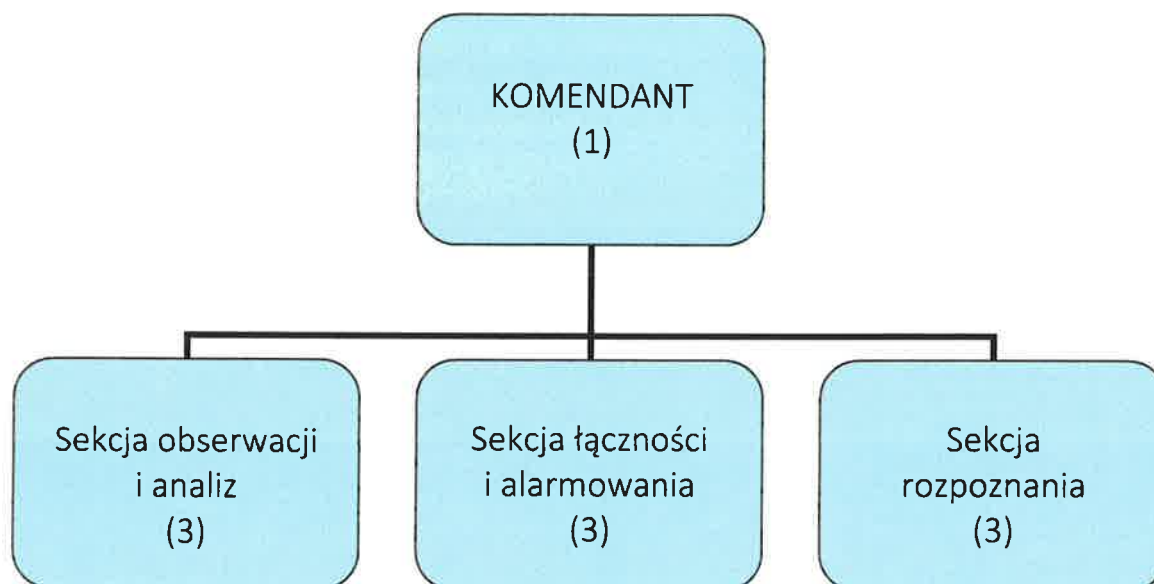 KOMENDANT
(1)
Sekcja obserwacji
i analiz
(3)
Sekcja łączności
i alarmowania
(3)
Sekcja
rozpoznania
(3)